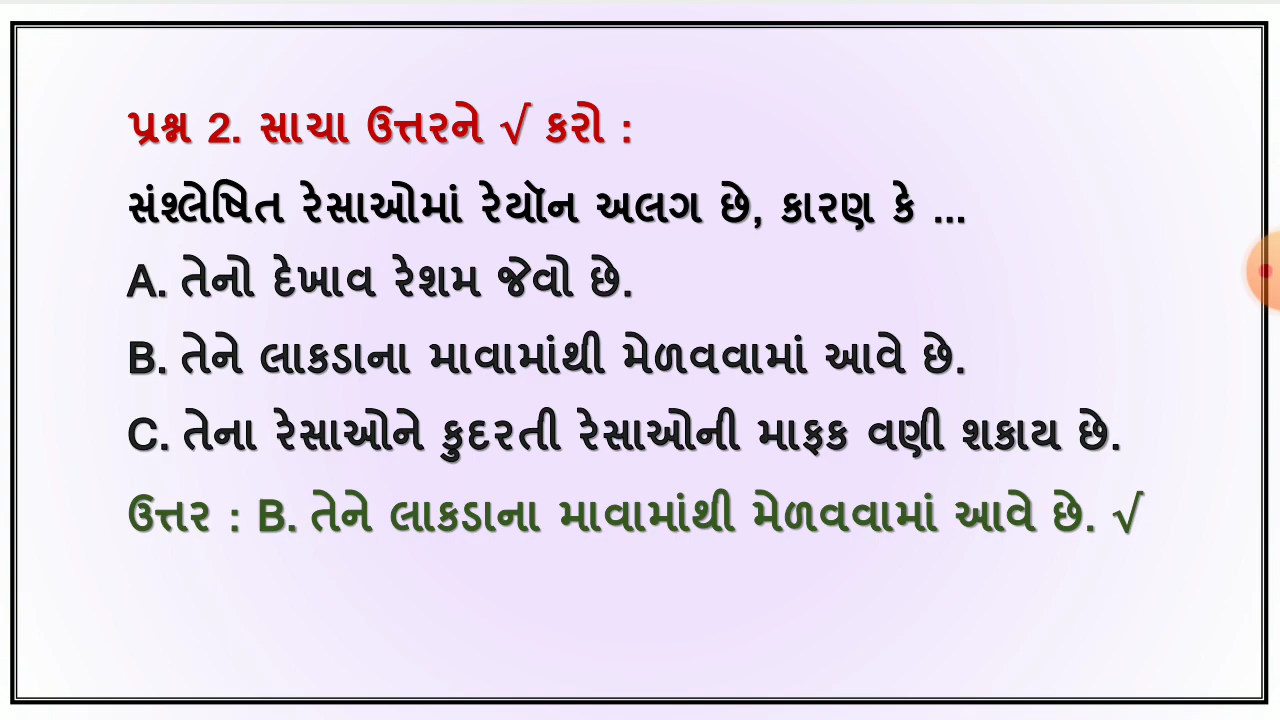 પ્રશ્ન 2. સાચા ઉત્તરને √ કરો :
સંશ્લેષિત રેસાઓમાં રેયૉન અલગ છે, કારણ કે ...
A. તેનો દેખાવ રેશમ જેવો છે.
B. તેને લાકડાના માવામાંથી મેળવવામાં આવે છે.
C. તેના રેસાઓને કુદરતી રેસાઓની માફક વણી શકાય છે.
ઉત્તર : B. તેને લાકડાના માવામાંથી મેળવવામાં આવે છે. √